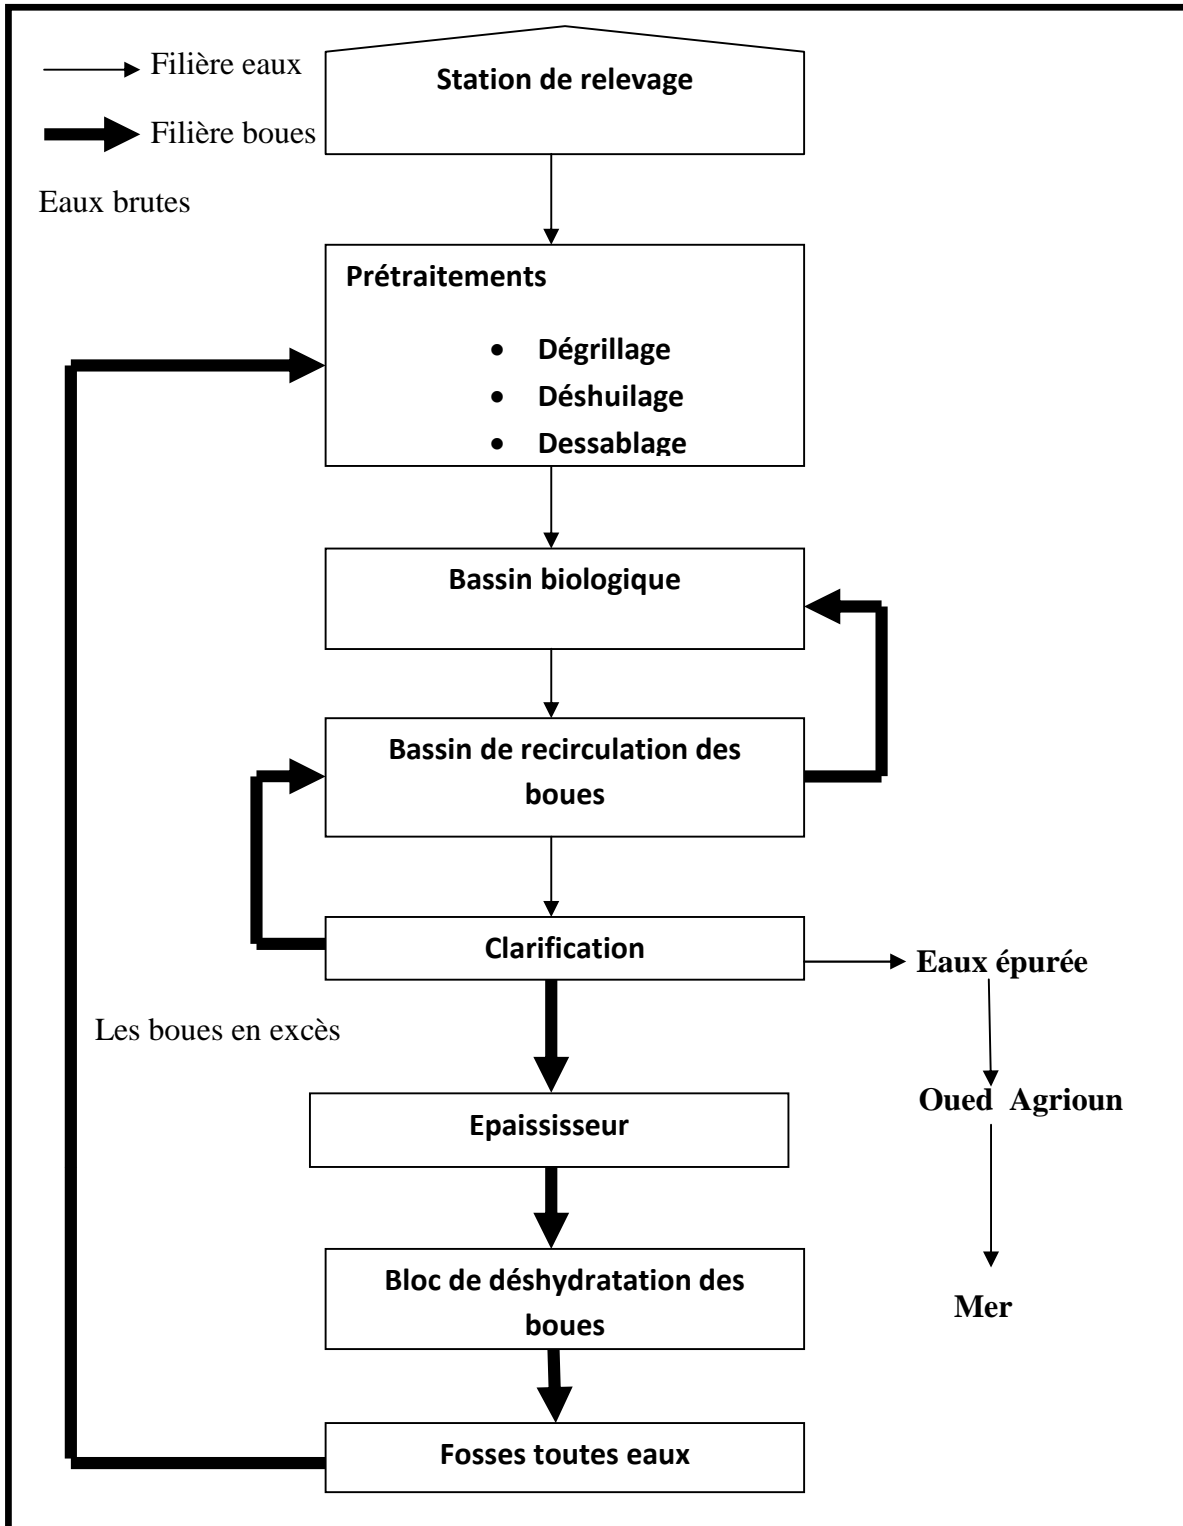 Filière eaux
Station de relevage
Filière boues
Eaux brutes
Prétraitements
• Dégrillage
• Déshuilage
• Dessablage
Bassin biologique
Bassin de recirculation des
boues
Clarification
Eaux épurée
Les boues en excès
Oued Agrioun
Epaississeur
Bloc de déshydratation des
boues
Mer
Fosses toutes eaux